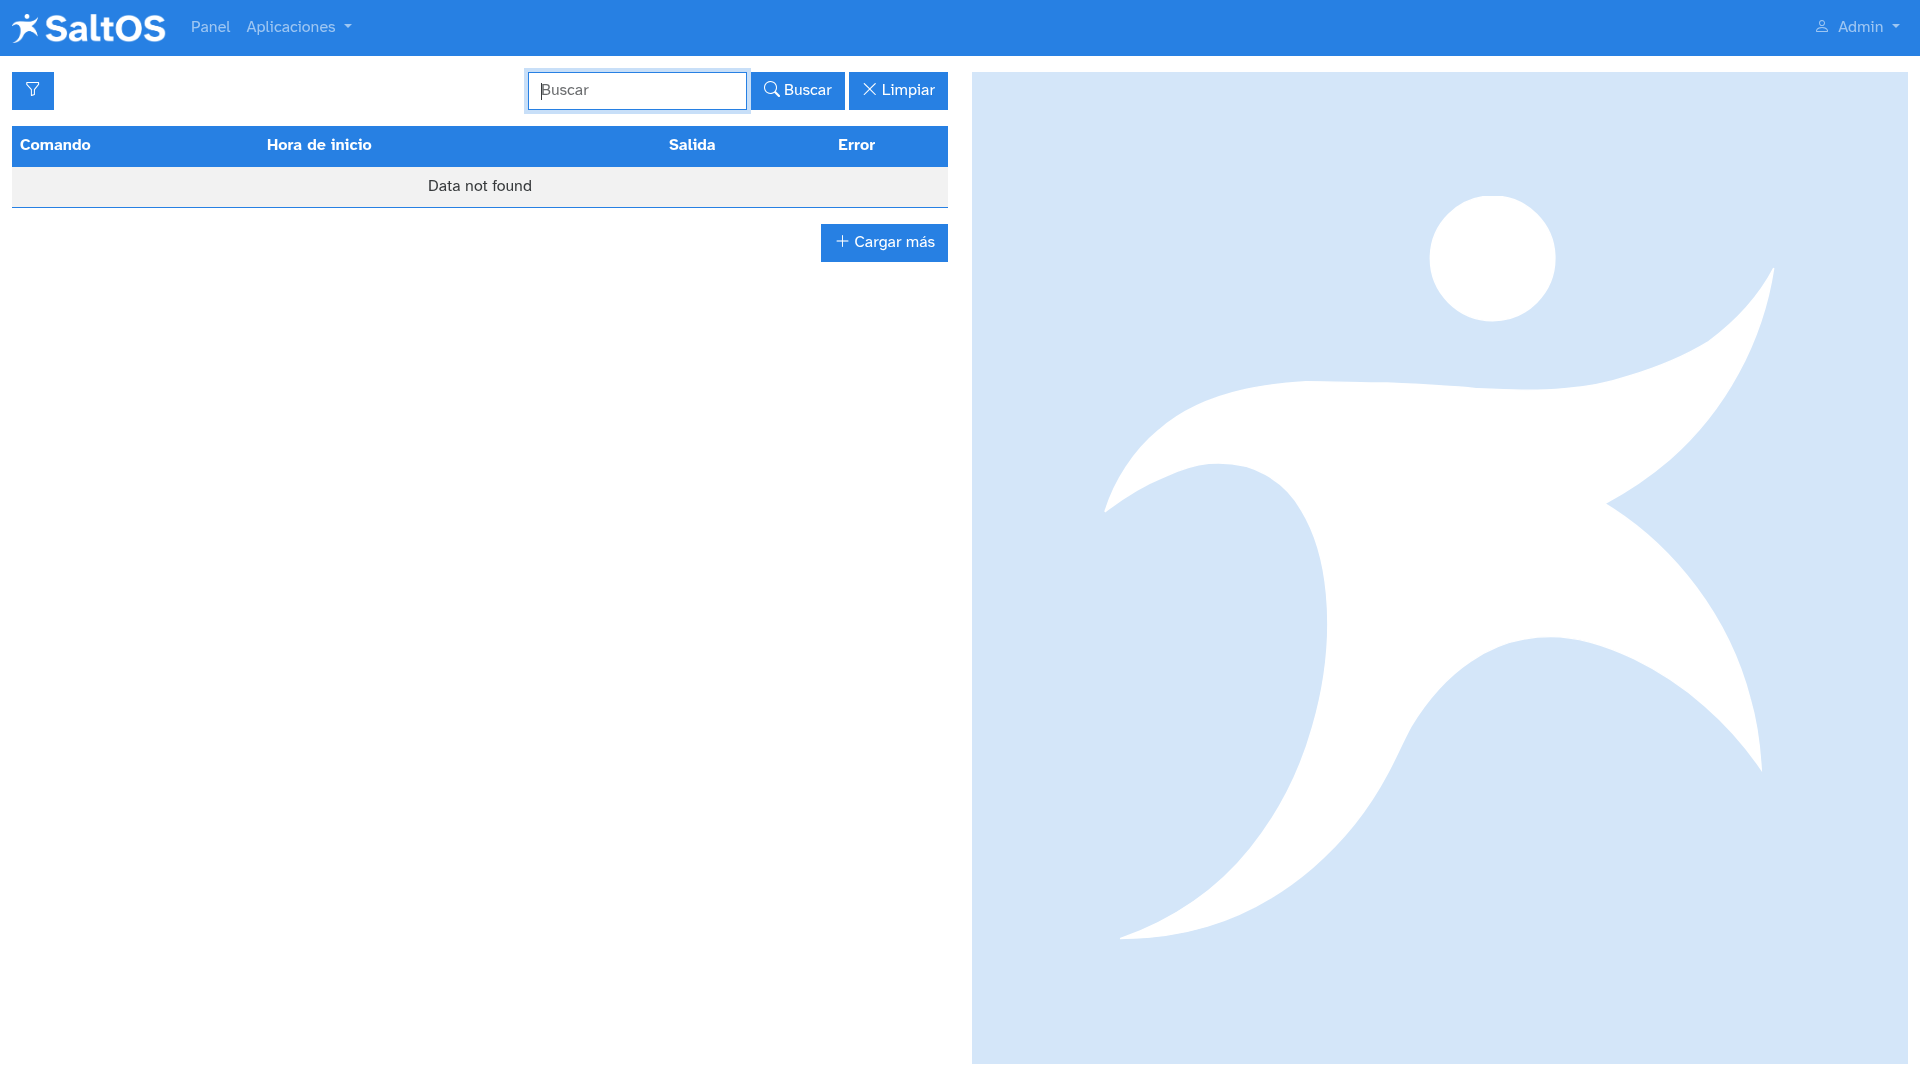 SaltOS Panel Aplicaciones Admin
Buscar Buscar Limpiar
Comando Hora de inicio Salida Error
Data not found
Cargar más